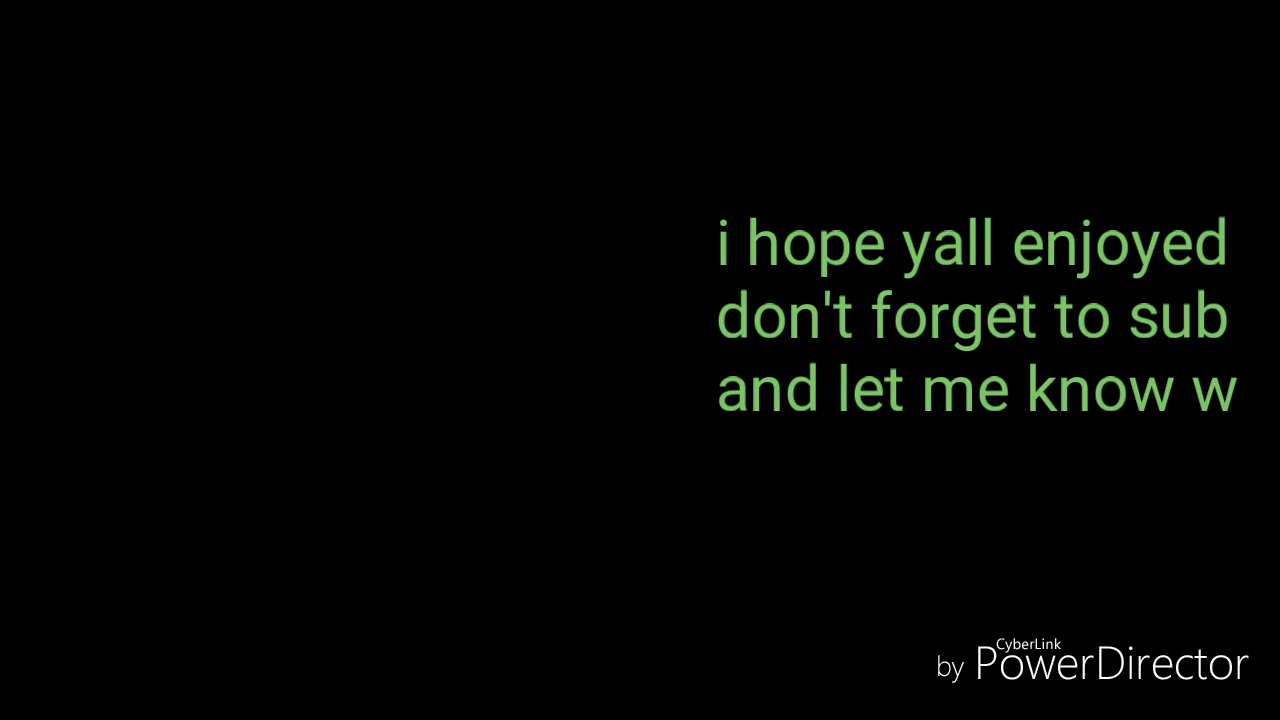 i hope yall enjoyed
don't forget to sub
and let me know w
CyberLink
by PowerDirector